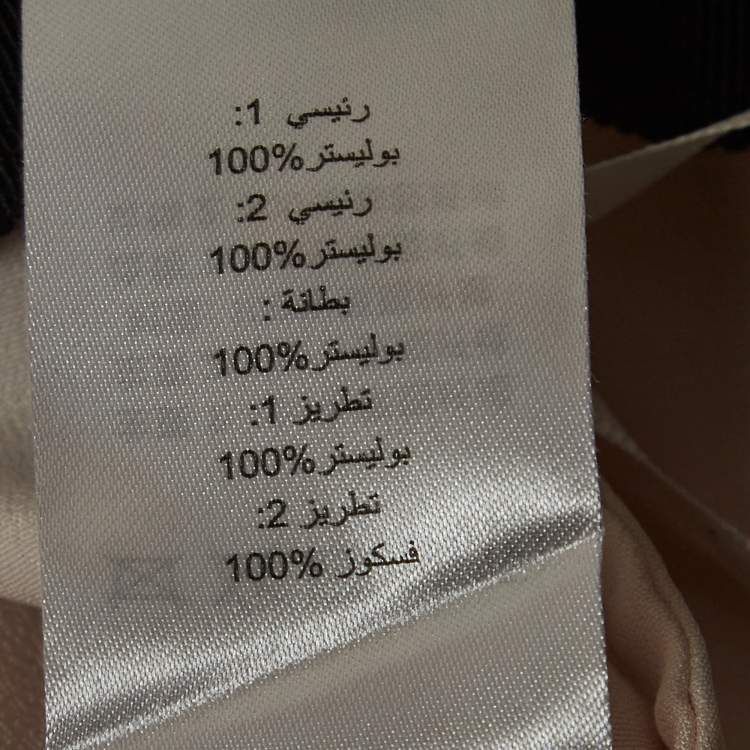 رئيسي 1:
بوليستر%100
رئيسي 2:
بوليستر%100
بطانة :
بوليستر%100
تطريز 1:
بوليستر%100
تطريز 2:
فسكوز %100